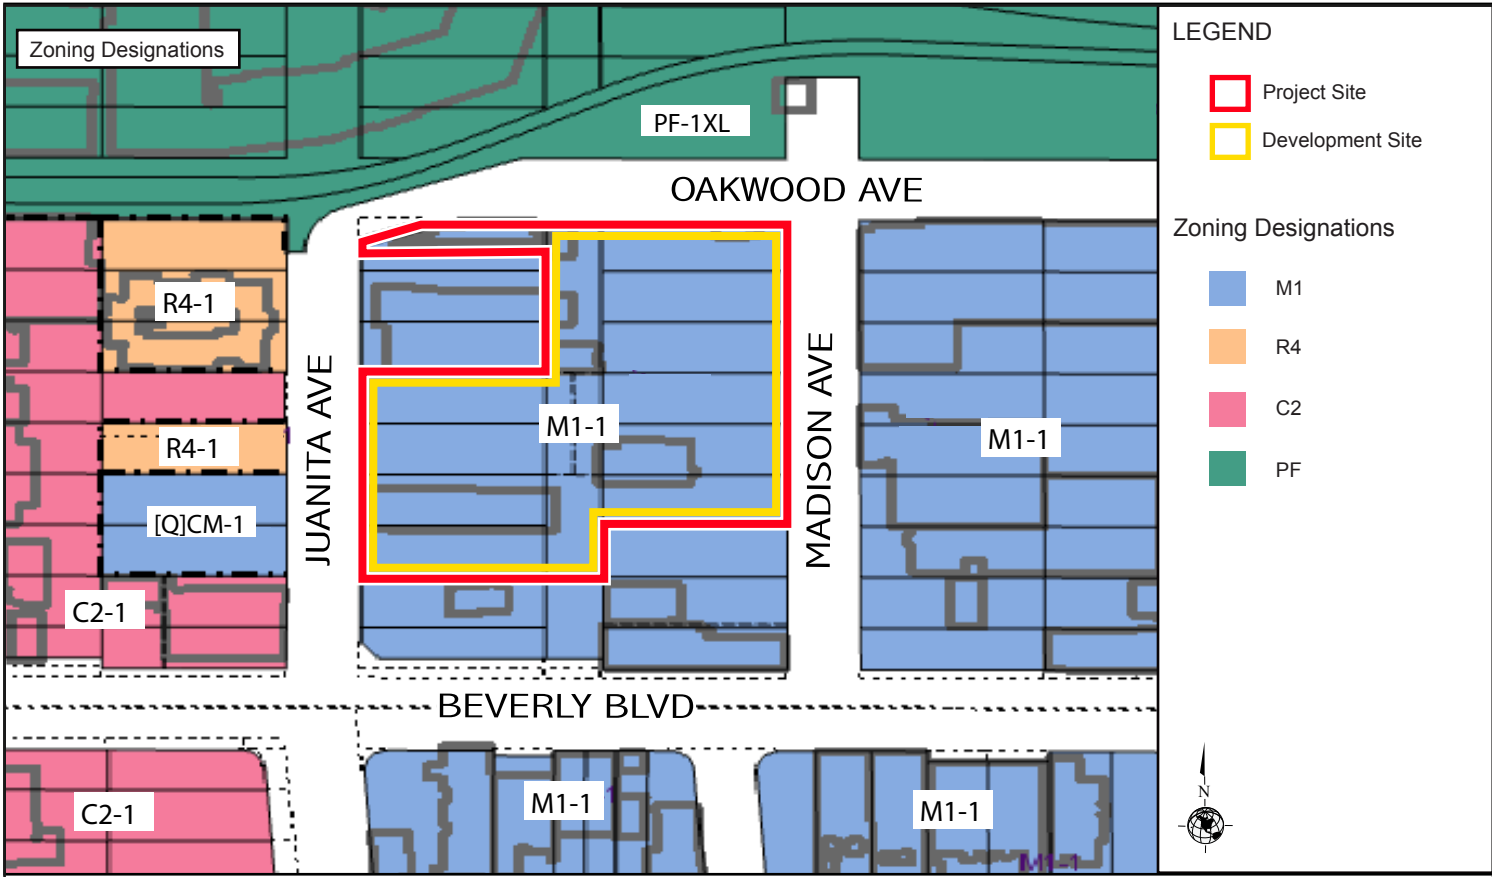 Zoning Designations
PF-1XL
OAKWOOD AVE
R4-1
R4-1
[Q]CM-1
C2-1
JUANITA AVE
M1-1
MADISON AVE
M1-1
BEVERLY BLVD
C2-1
M1-1
M1-1
M1-1
LEGEND
Project Site
Development Site
Zoning Designations
M1
R4
C2
PF
N